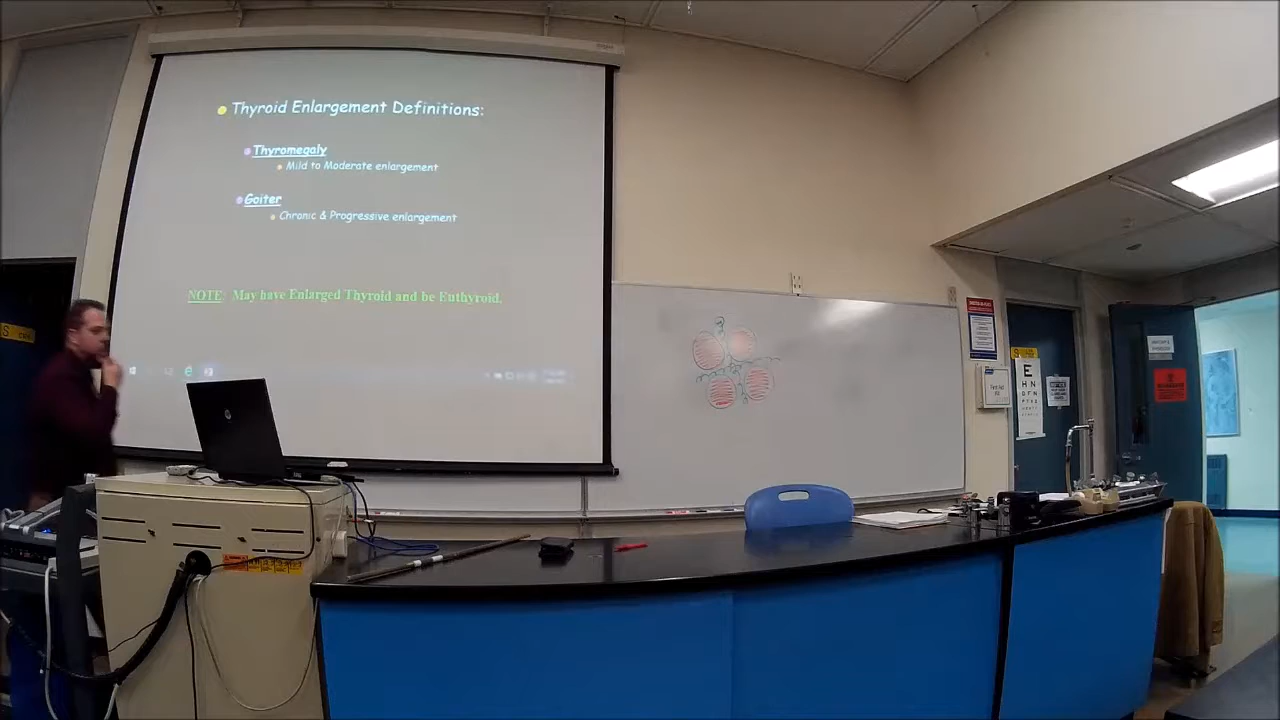 Thyroid Enlargement Definitions:
Thyromegaly
Mild to Moderate enlargement
Goiter
Chronic & Progressive enlargement
NOTE: May have Enlarged Thyroid and be Euthyroid.
E
H N
D F N